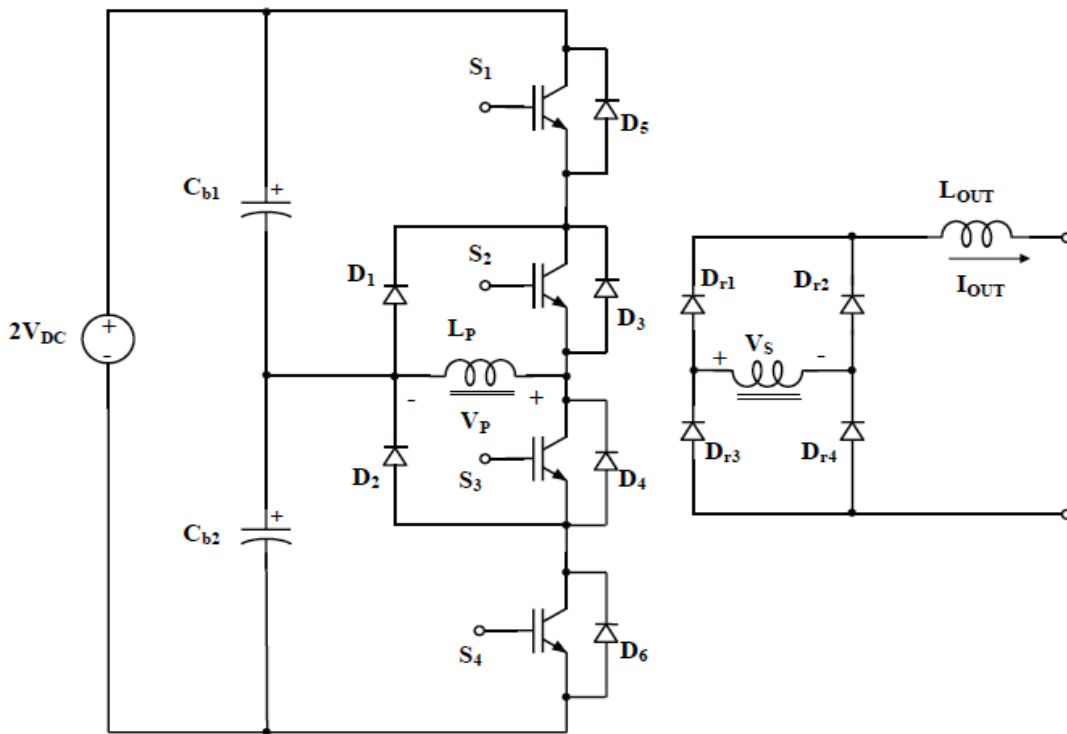 S1
D5
Cb1
+
LOUT
D1
S2
Dr1
Dr2
IOUT
D3
2VDC
+
-
LP
VS
+
-
-
+
VP
D2
S3
D4
Dr3
Dr4
Cb2
+
S4
D6